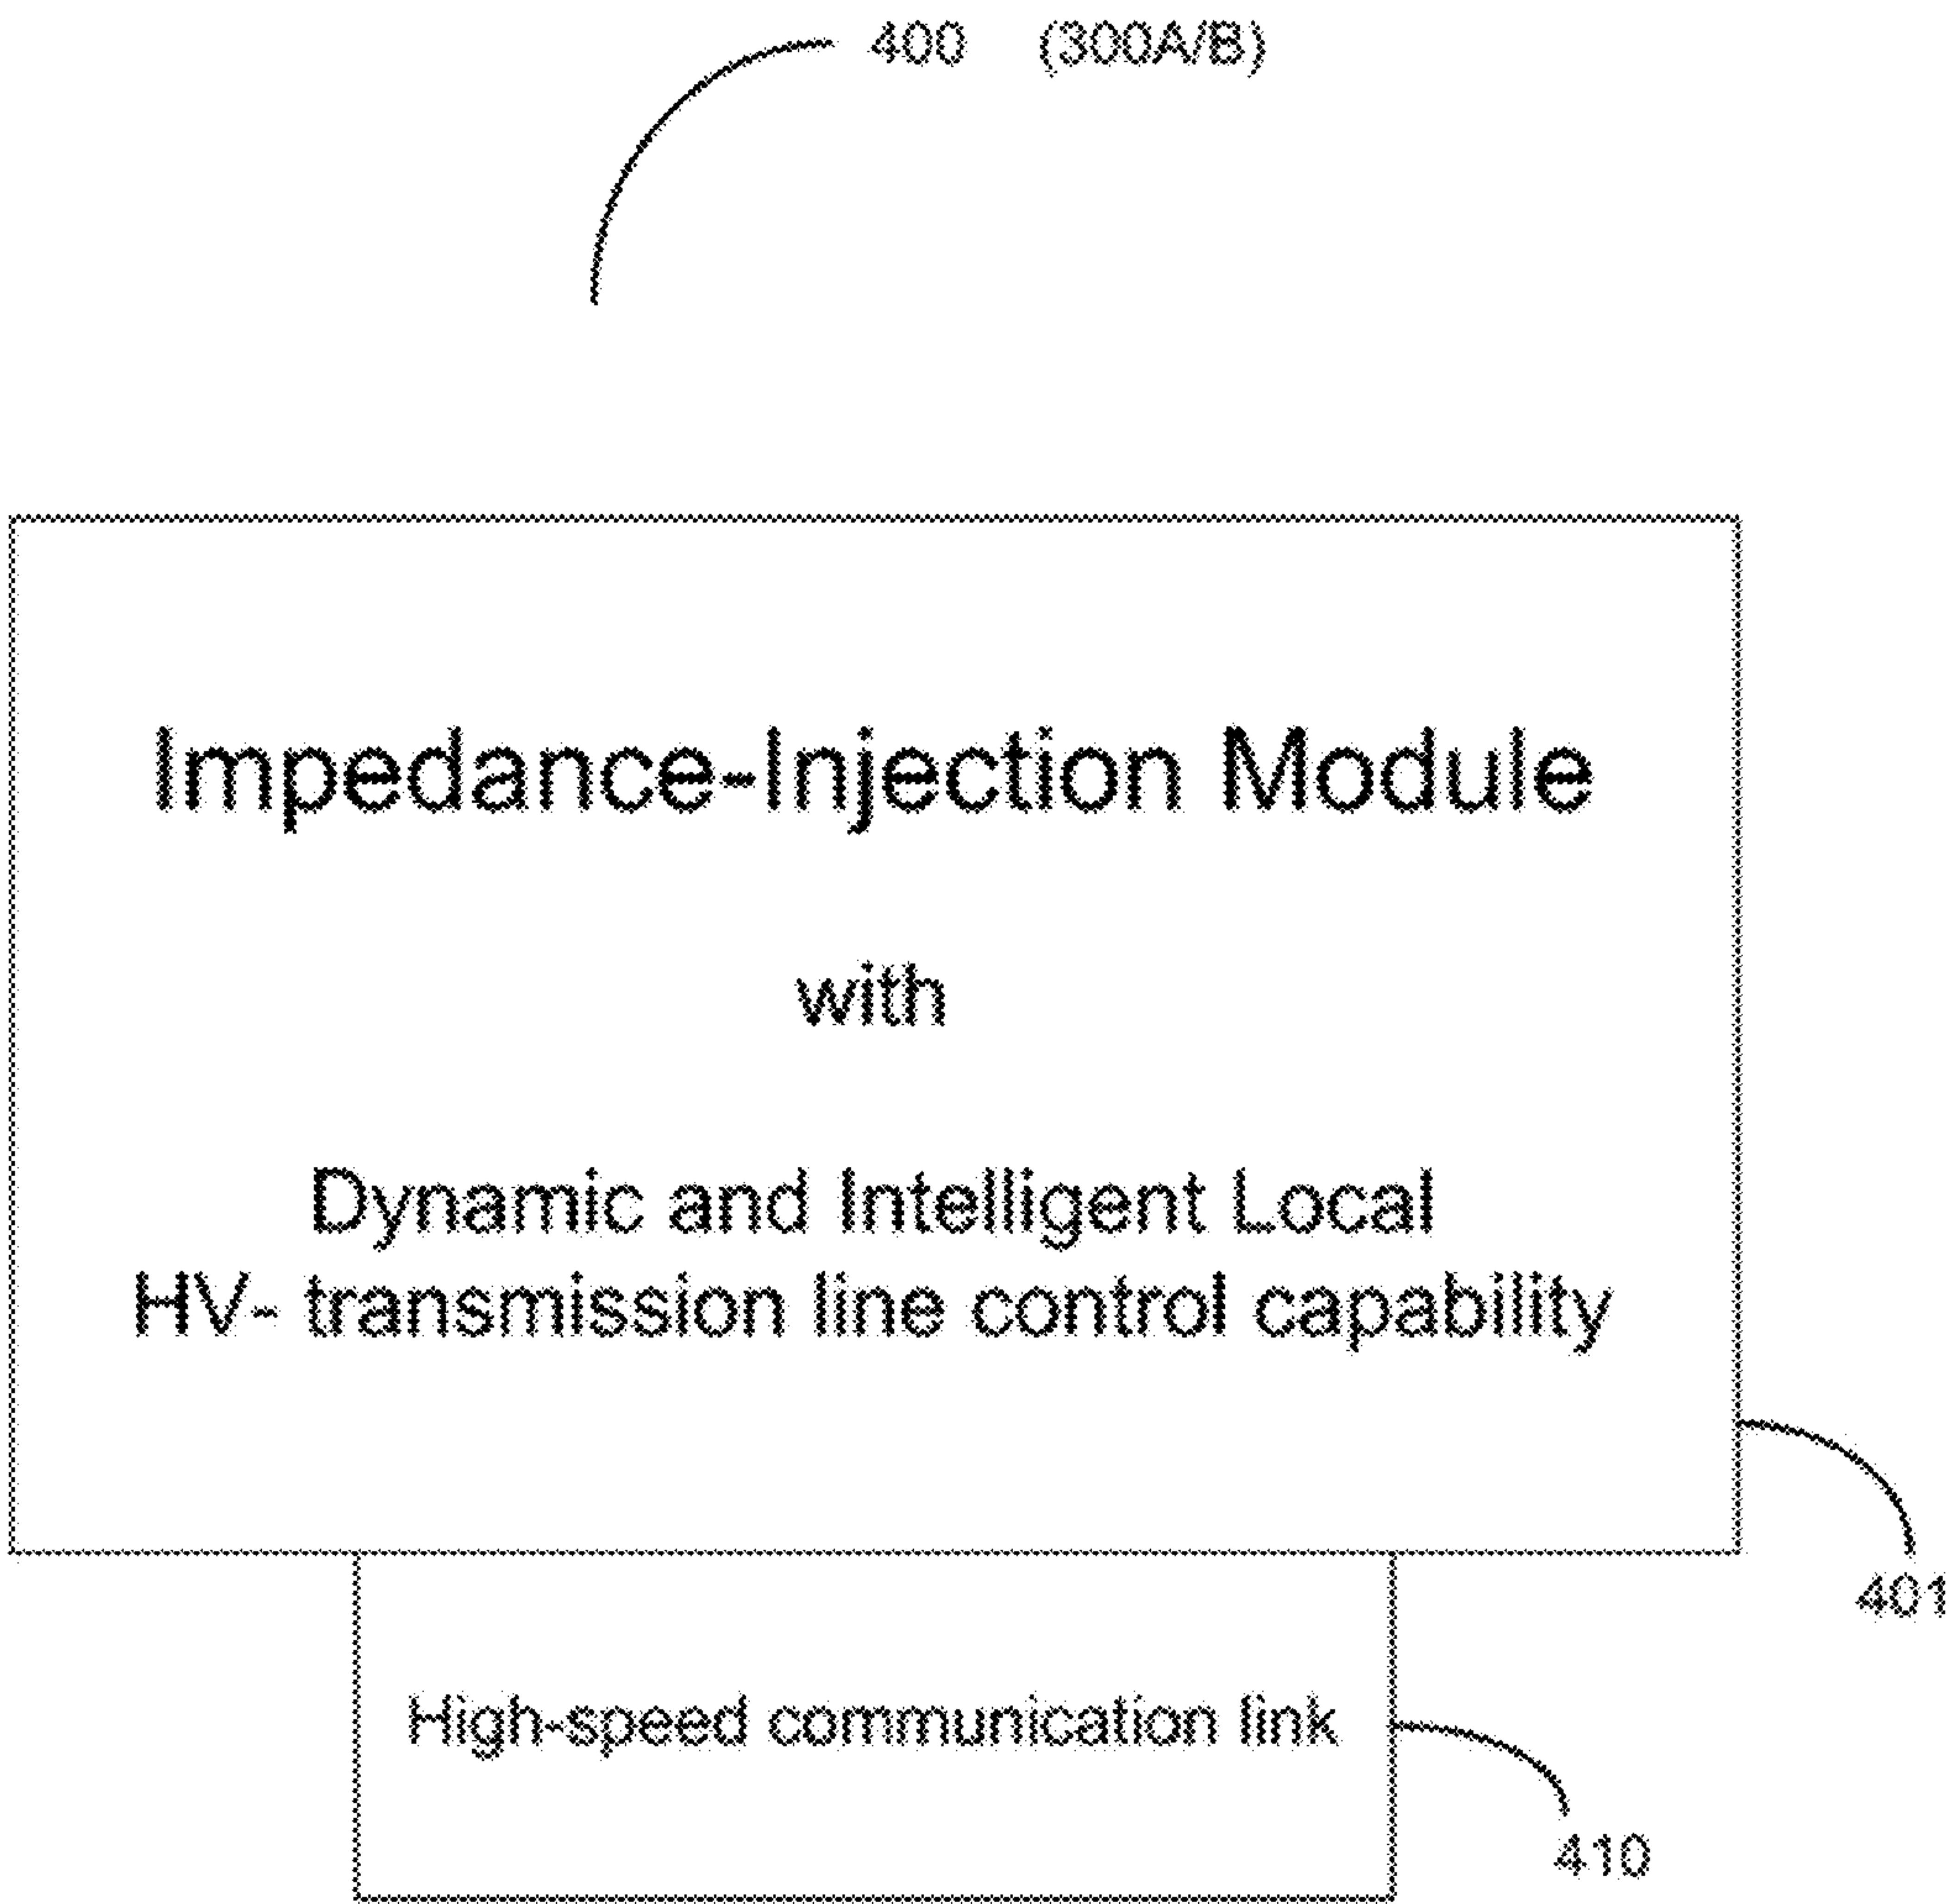 400 (300A/B)
Impedance-Injection Module
with
Dynamic and Intelligent Local
HV- transmission line control capability
401
High-speed communication link
410